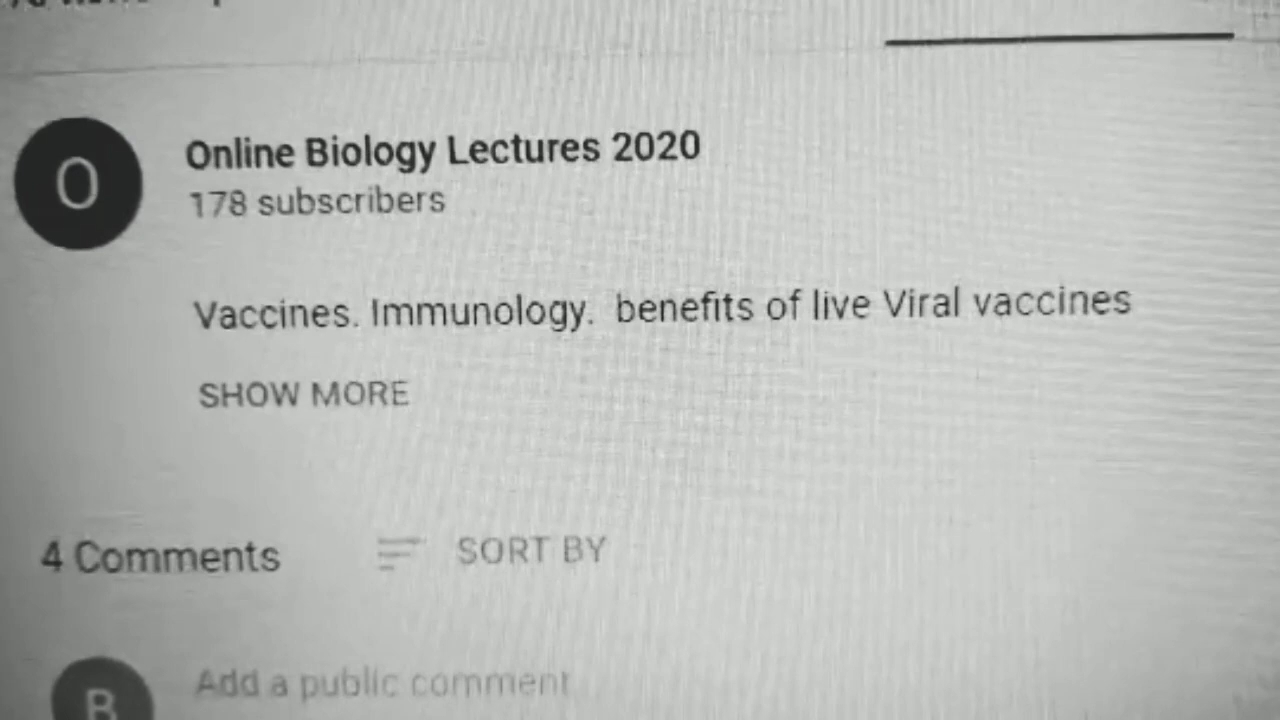 O
Online Biology Lectures 2020
178 subscribers
Vaccines. Immunology.  benefits of live Viral vaccines
SHOW MORE
4 Comments
SORT BY
B
Add a public comment